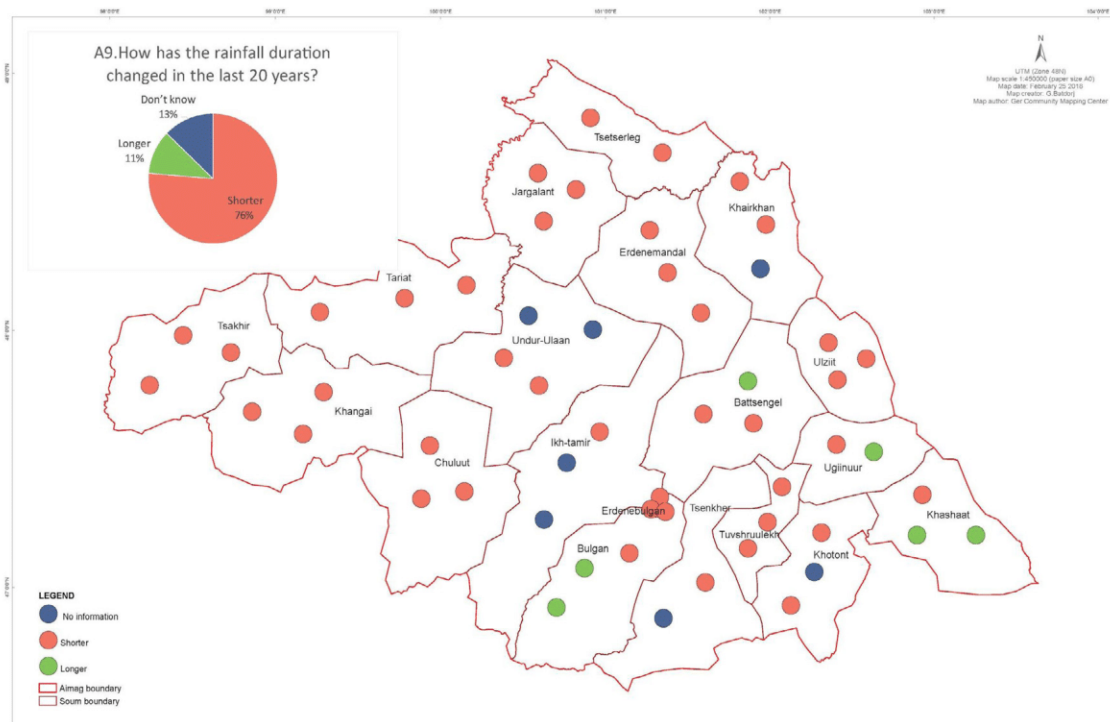 A9.How has the rainfall duration
changed in the last 20 years?
Don't know
13%
Longer
11%
Shorter
76%
N
UTM (Zone 48N)
Map scale 1:450000 (paper size A0)
Map date: February 25 2018
Map creator: G.Batdorj
Map author: Ger Community Mapping Center
Tsetserleg
Jargalant
Khairkhan
Erdenemandal
Tariat
Tsakhir
Undur-Ulaan
Ulziit
Battsengel
Khangai
Ikh-tamir
Chuluut
Ugiinuur
Erdenebulgan
Tsenkher
Khashaat
Tuvshruulekh
Khotont
Bulgan
LEGEND
No information
Shorter
Longer
Aimag boundary
Soum boundary